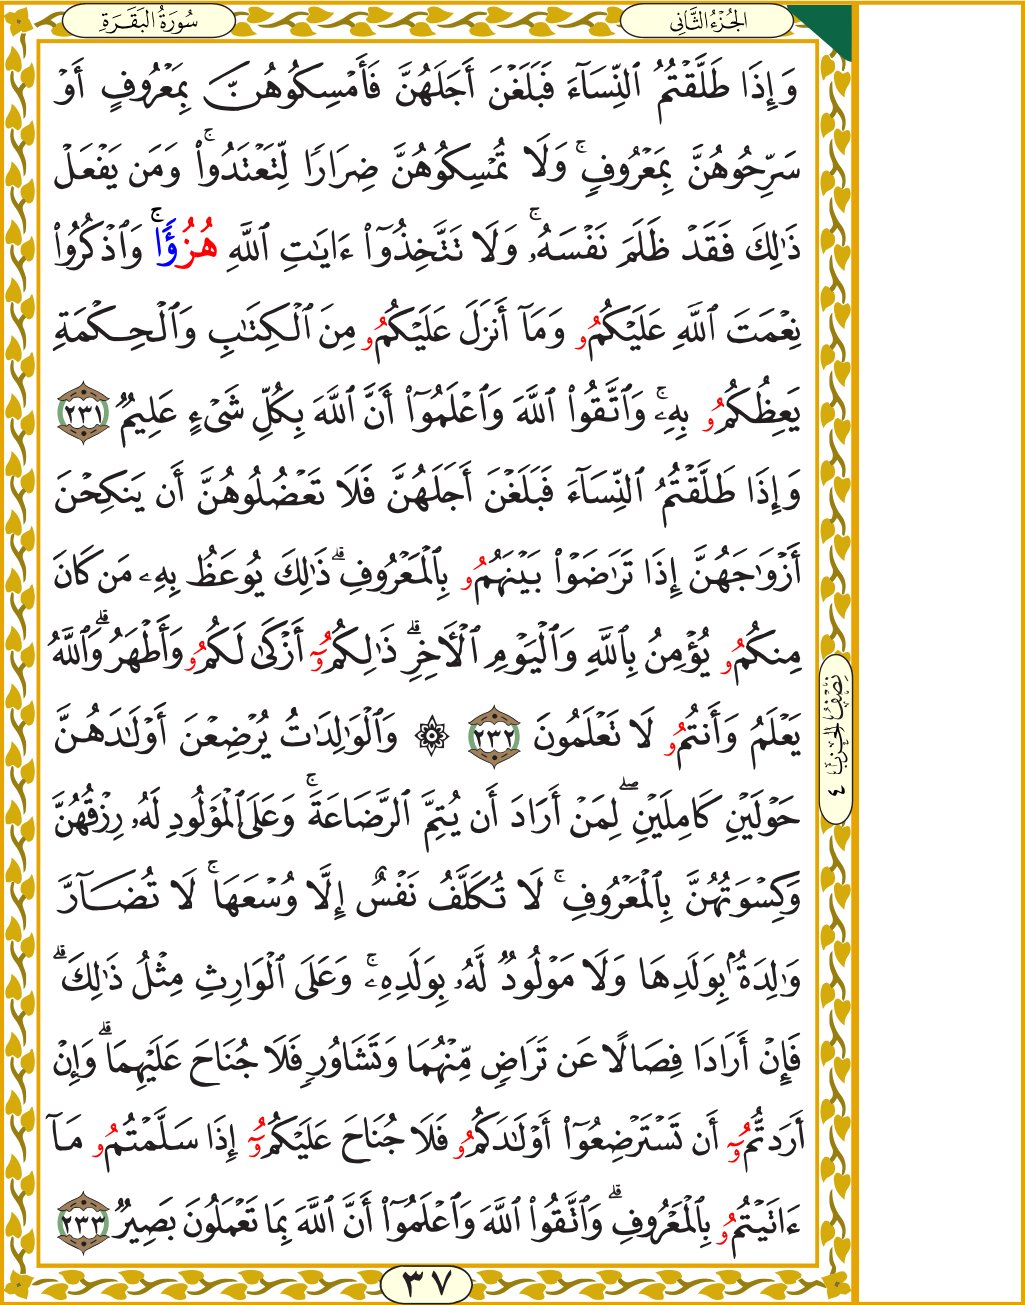 الجُزْءُ الثَّانِي
سُورَةُ البَقَرَةِ
وَإِذَا طَلَّقْتُمُ ٱلنِّسَآءَ فَبَلَغْنَ أَجَلَهُنَّ فَأَمْسِكُوهُنَّ بِمَعْرُوفٍ أَوْ
سَرِّحُوهُنَّ بِمَعْرُوفٖۚ وَلَا تُمْسِكُوهُنَّ ضِرَارٗا لِّتَعْتَدُواْۚ وَمَن يَفْعَلْ
ذَٰلِكَ فَقَدْ ظَلَمَ نَفْسَهُۥۚ وَلَا تَتَّخِذُوٓاْ ءَايَٰتِ ٱللَّهِ هُزُؤٗاۚ وَٱذْكُرُواْ
نِعْمَتَ ٱللَّهِ عَلَيْكُمُۥ وَمَآ أَنزَلَ عَلَيْكُمُۥ مِنَ ٱلْكِتَٰبِ وَٱلْحِكْمَةِ
يَعِظُكُمُۥ بِهِۦۚ وَٱتَّقُواْ ٱللَّهَ وَٱعْلَمُوٓاْ أَنَّ ٱللَّهَ بِكُلِّ شَيْءٍ عَلِيمٞ ٢٣١
وَإِذَا طَلَّقْتُمُ ٱلنِّسَآءَ فَبَلَغْنَ أَجَلَهُنَّ فَلَا تَعْضُلُوهُنَّ أَن يَنكِحْنَ
أَزْوَٰجَهُنَّ إِذَا تَرَٰضَوْاْ بَيْنَهُمُۥ بِٱلْمَعْرُوفِۗ ذَٰلِكَ يُوعَظُ بِهِۦ مَن كَانَ
مِنكُمُۥ يُؤْمِنُ بِٱللَّهِ وَٱلْيَوْمِ ٱلْأٓخِرِۗ ذَٰلِكُمُۥٓ أَزْكَىٰ لَكُمُۥ وَأَطْهَرُۗ وَٱللَّهُ
يَعْلَمُ وَأَنتُمُۥ لَا تَعْلَمُونَ ٢٣٢ ۞ وَٱلْوَٰلِدَٰتُ يُرْضِعْنَ أَوْلَٰدَهُنَّ
حَوْلَيْنِ كَامِلَيْنِۖ لِمَنْ أَرَادَ أَن يُتِمَّ ٱلرَّضَاعَةَۚ وَعَلَى ٱلْمَوْلُودِ لَهُۥ رِزْقُهُنَّ
وَكِسْوَتُهُنَّ بِٱلْمَعْرُوفِۚ لَا تُكَلَّفُ نَفْسٌ إِلَّا وُسْعَهَاۚ لَا تُضَآرَّ
وَٰلِدَةُۢ بِوَلَدِهَا وَلَا مَوْلُودٞ لَّهُۥ بِوَلَدِهِۦۚ وَعَلَى ٱلْوَارِثِ مِثْلُ ذَٰلِكَۗ
فَإِنْ أَرَادَا فِصَالًا عَن تَرَاضٖ مِّنْهُمَا وَتَشَاوُرٖ فَلَا جُنَاحَ عَلَيْهِمَاۗ وَإِنْ
أَرَدتُّمُۥٓ أَن تَسْتَرْضِعُوٓاْ أَوْلَٰدَكُمُۥ فَلَا جُنَاحَ عَلَيْكُمُۥٓ إِذَا سَلَّمْتُمُۥ مَآ
ءَاتَيْتُمُۥ بِٱلْمَعْرُوفِۗ وَٱتَّقُواْ ٱللَّهَ وَٱعْلَمُوٓاْ أَنَّ ٱللَّهَ بِمَا تَعْمَلُونَ بَصِيرٞ ٢٣٣
نِصْفُ الحِزْب
٤
٣٧